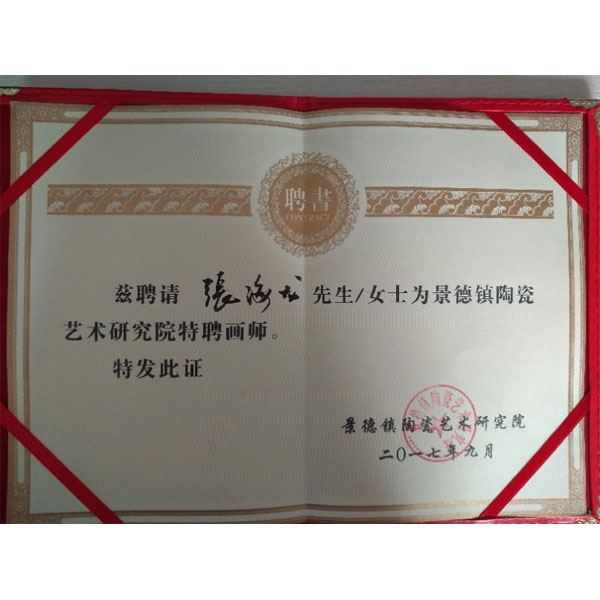 聘書
CONTRACT
兹聘请 張海龙 先生/女士为景德镇陶瓷
艺术研究院特聘画师。
特发此证
景德镇陶瓷艺术研究院
二〇一七年九月